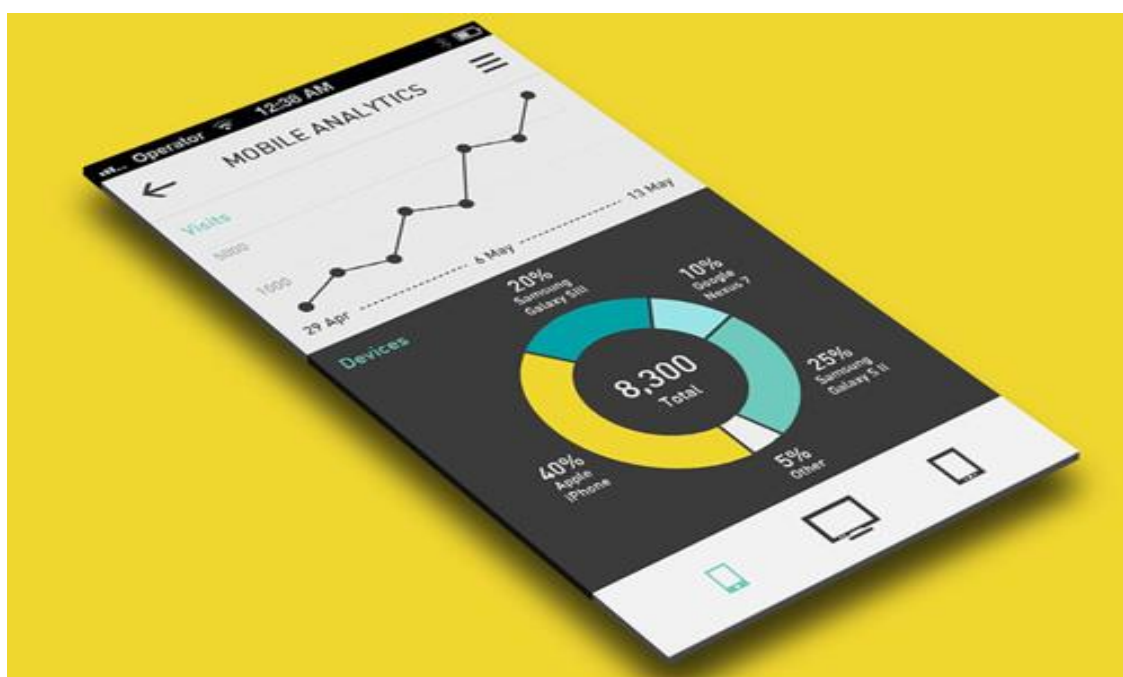 Operator 12:38 AM
MOBILE ANALYTICS
Visits
5000
1000
29 Apr 6 May 13 May
Devices
20%
Samsung
Galaxy SIII
10%
Google
Nexus 7
25%
Samsung
Galaxy S II
8,300
Total
40%
Apple
iPhone
5%
Other